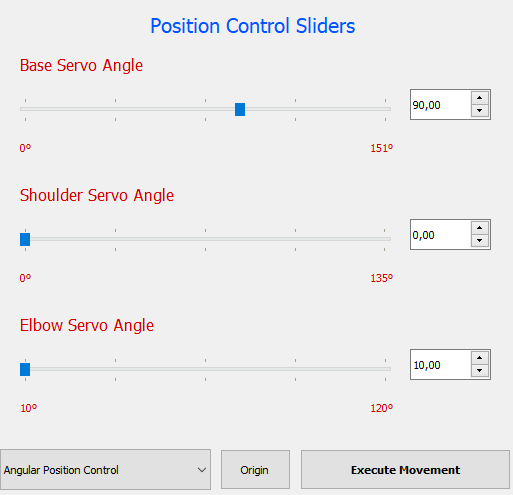 Position Control Sliders
Base Servo Angle
90,00
0º 151º
Shoulder Servo Angle
0,00
0º 135º
Elbow Servo Angle
10,00
10º 120º
Angular Position Control Origin Execute Movement